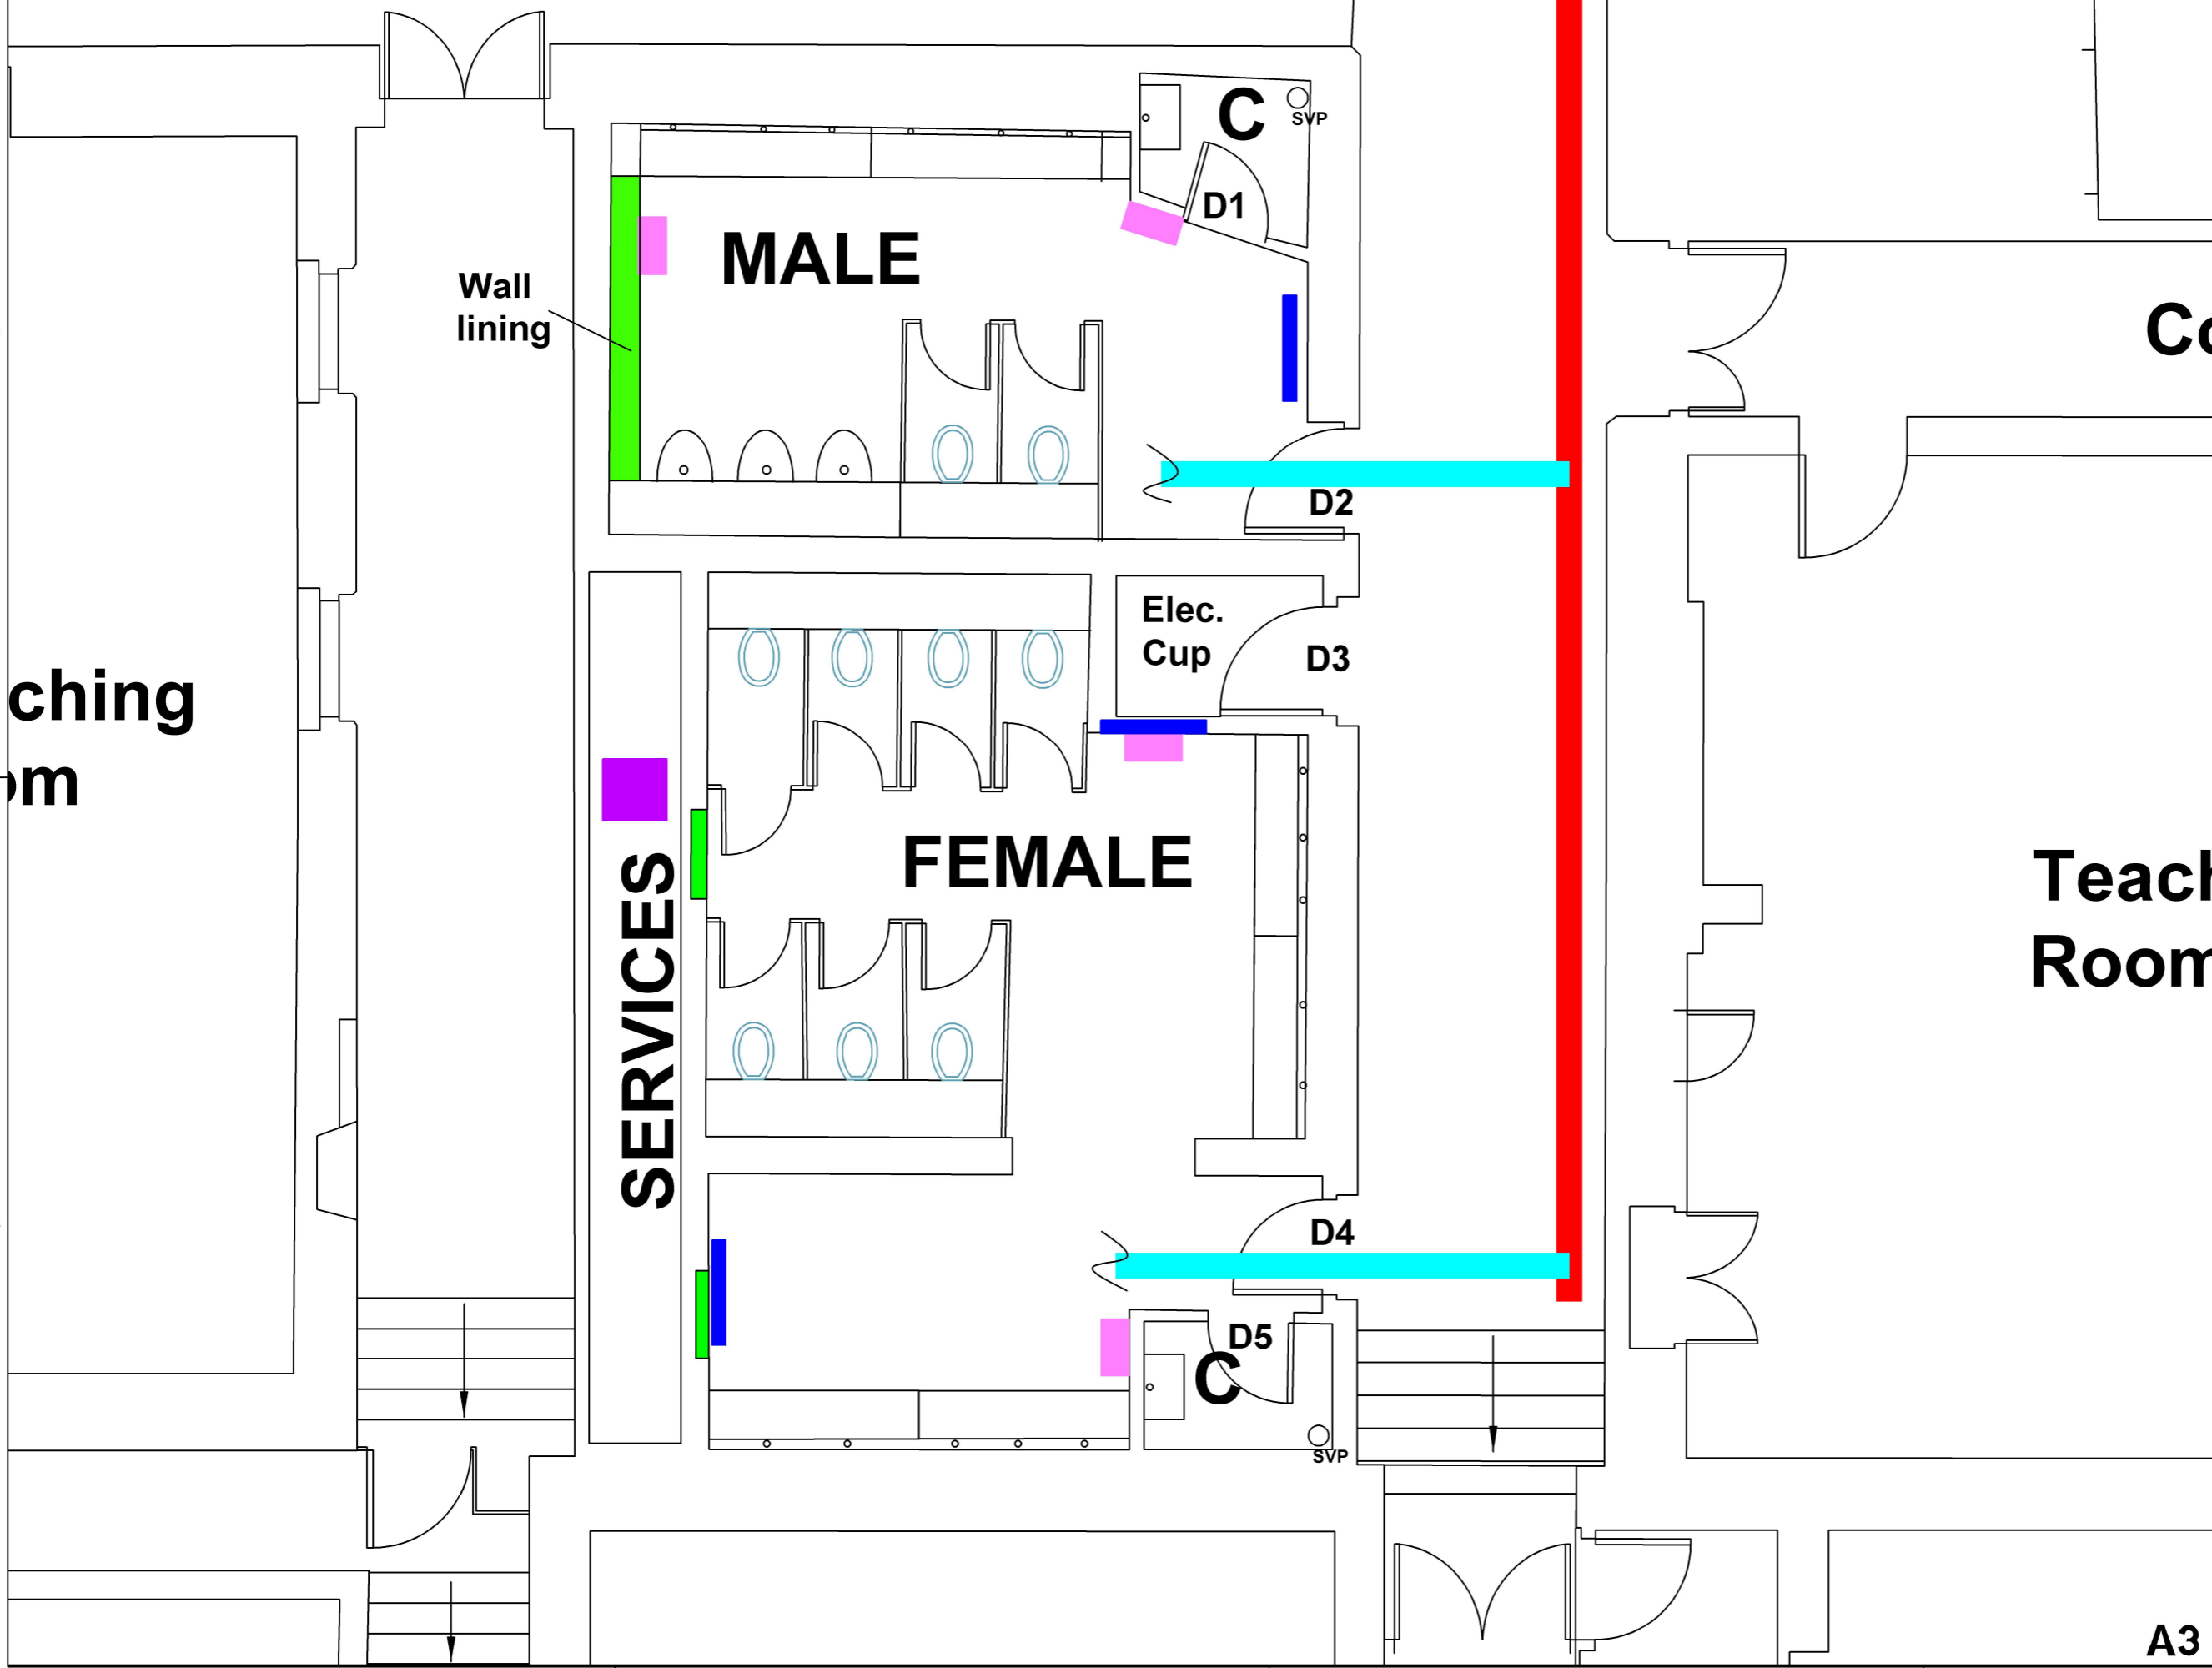 C
SVP
D1
MALE
Wall
lining
Co
D2
Elec.
Cup
D3
ching
om
FEMALE
SERVICES
Teach
Room
D4
D5
C
SVP
A3